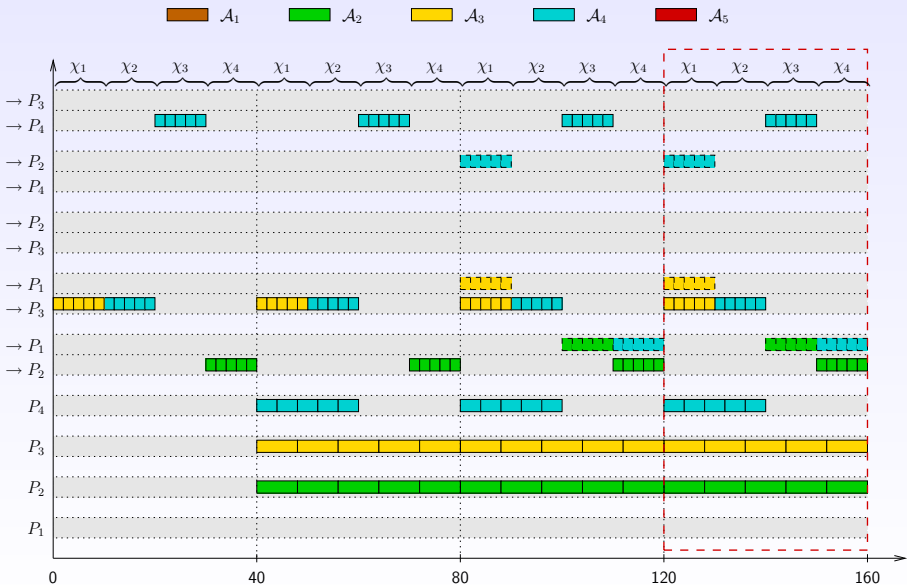 𝒜₁ 𝒜₂ 𝒜₃ 𝒜₄ 𝒜₅
χ₁ χ₂ χ₃ χ₄ χ₁ χ₂ χ₃ χ₄ χ₁ χ₂ χ₃ χ₄ χ₁ χ₂ χ₃ χ₄
→ P₃
→ P₄
→ P₂
→ P₄
→ P₂
→ P₃
→ P₁
→ P₃
→ P₁
→ P₂
P₄
P₃
P₂
P₁
0 40 80 120 160